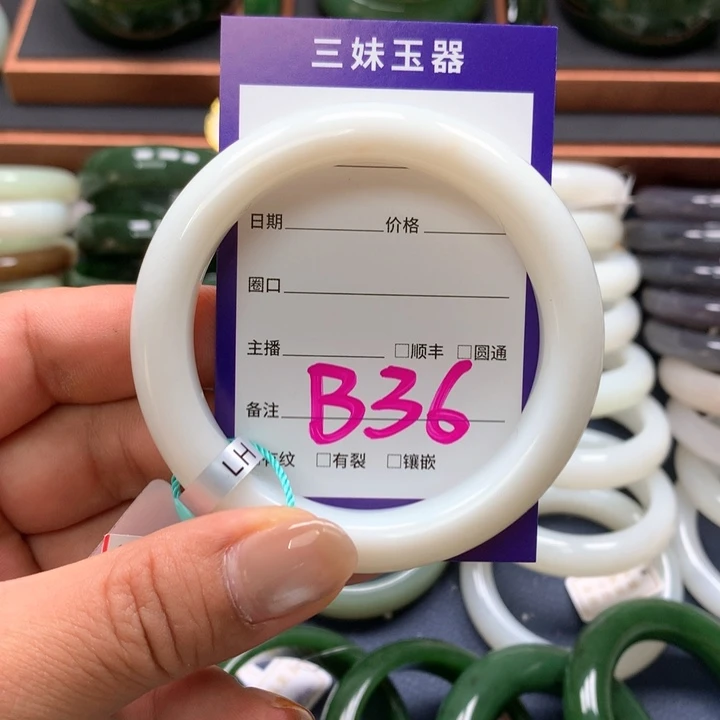 三妹玉器
日期 价格
圈口
主播 □顺丰 □圆通
备注 B36
纹 □有裂 □镶嵌
LH